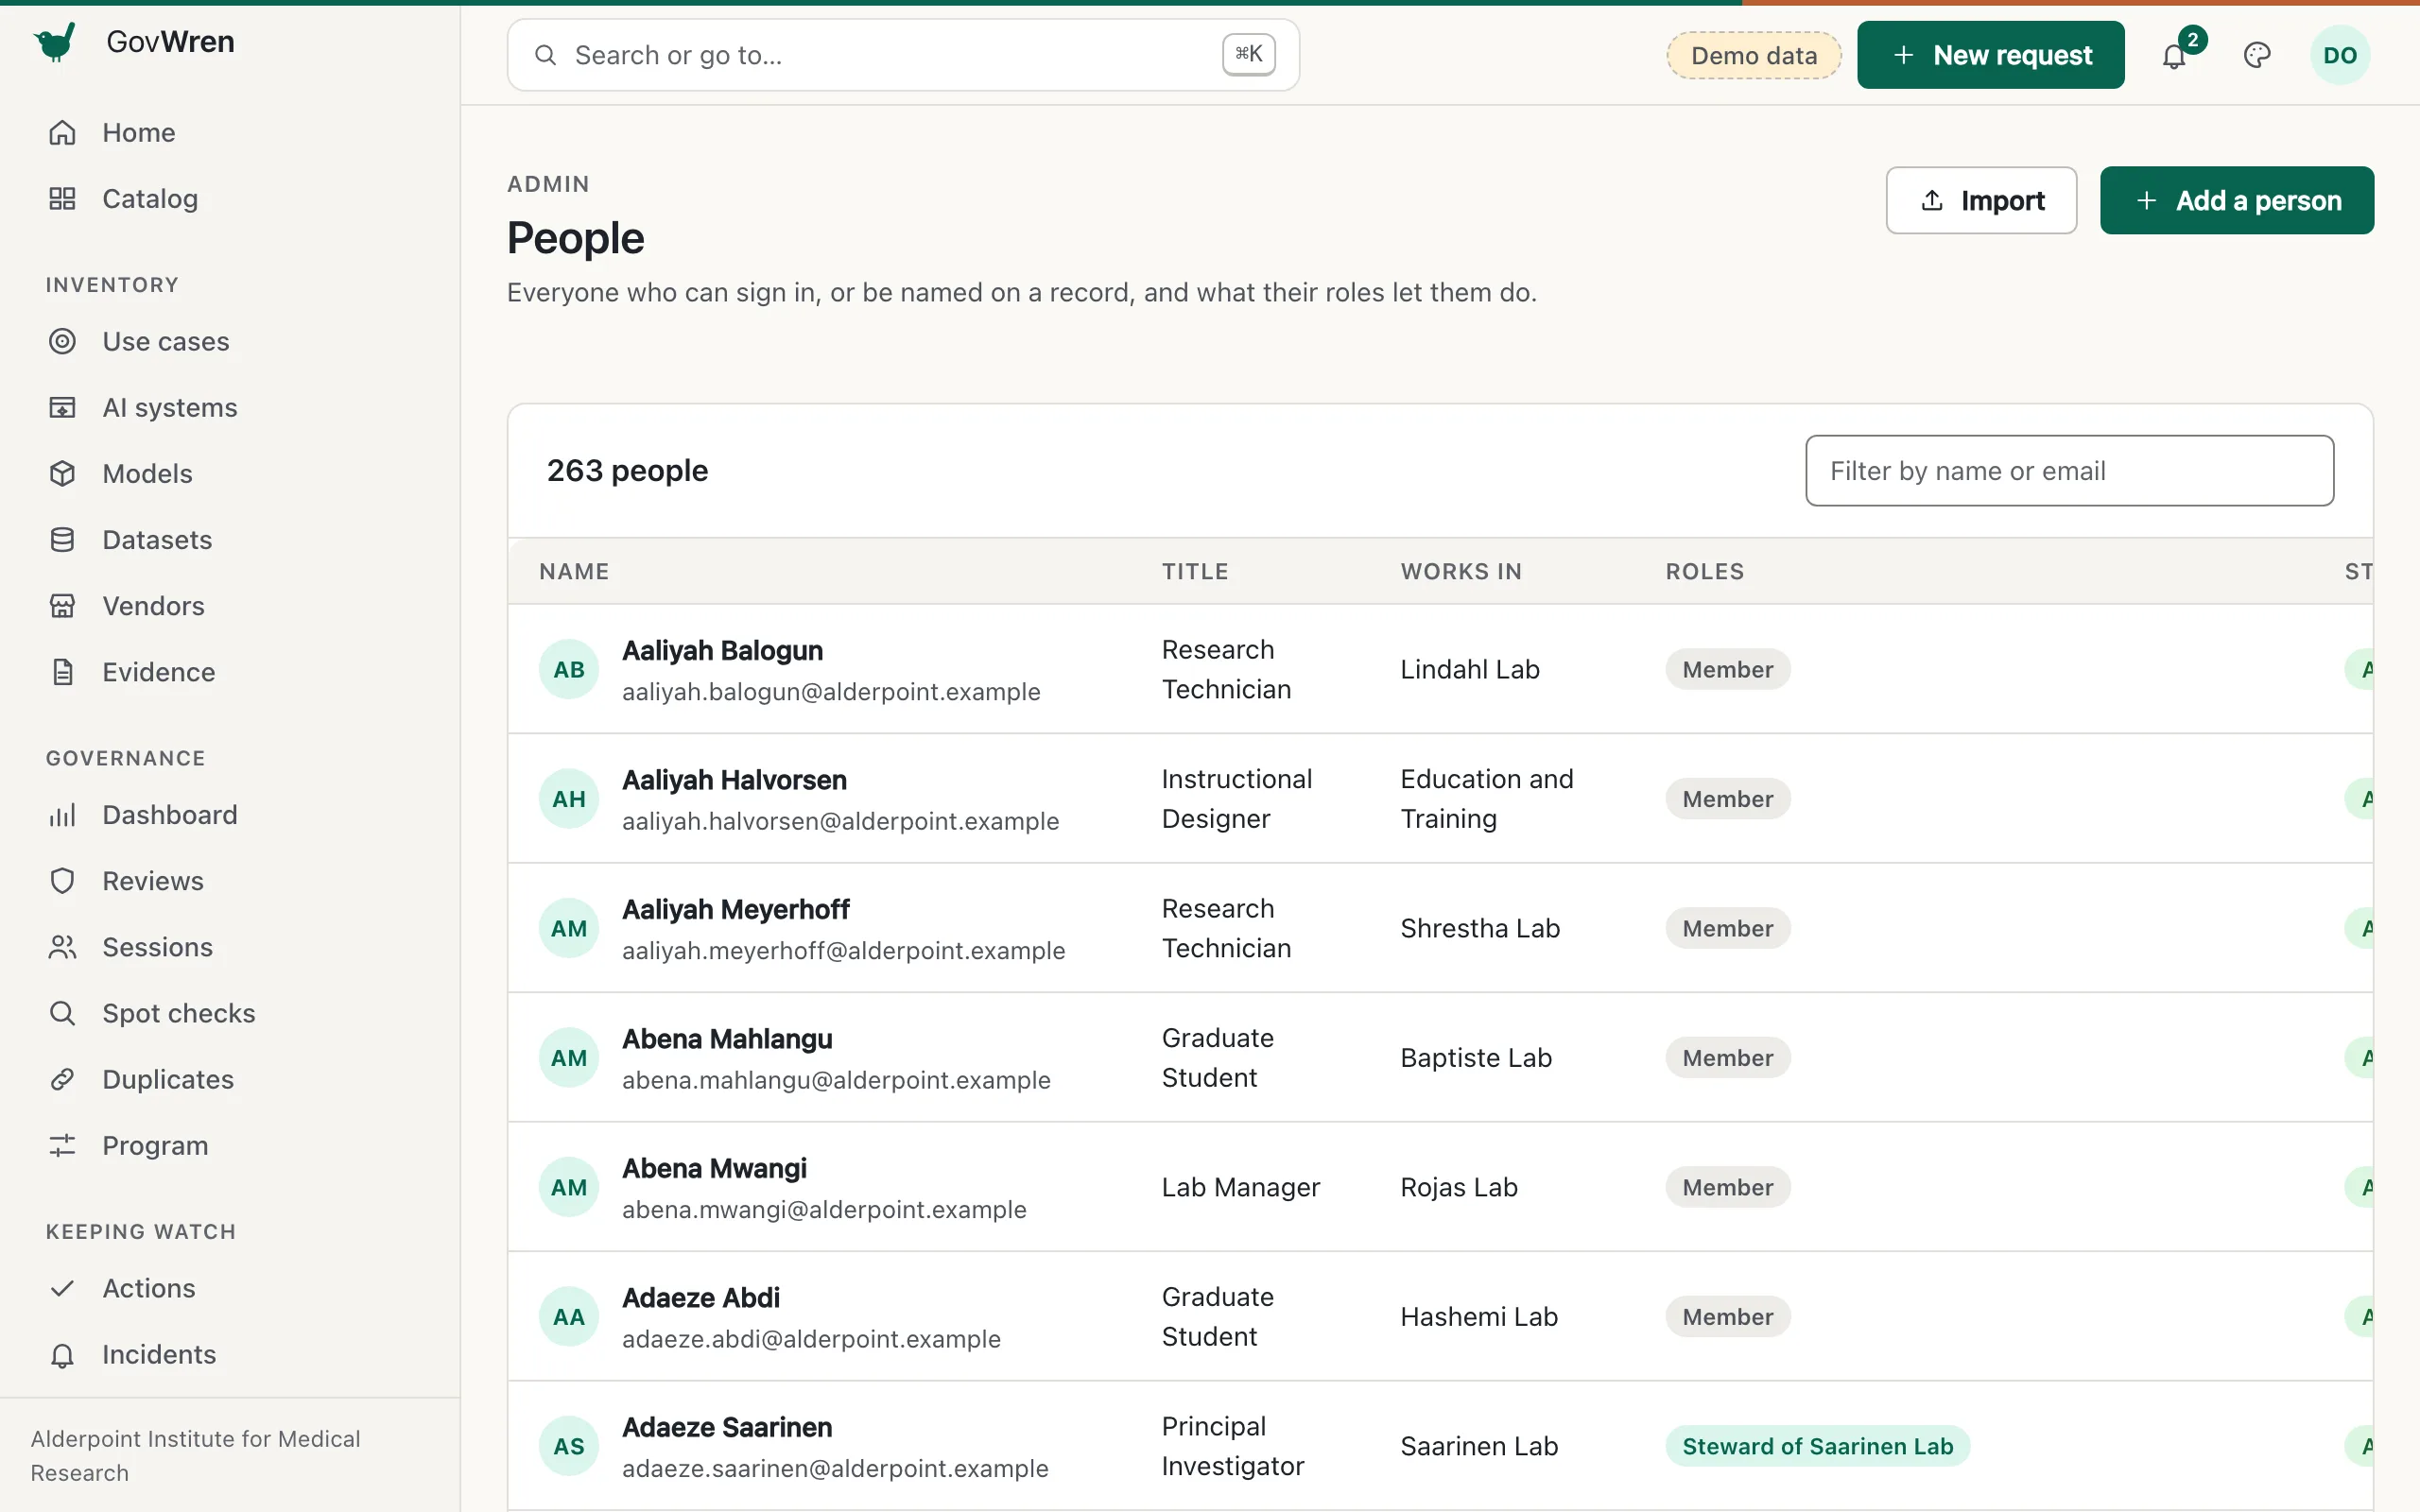 GovWren
Search or go to...
⌘K
Demo data
+ New request
2
DO
Home
Catalog
INVENTORY
Use cases
AI systems
Models
Datasets
Vendors
Evidence
GOVERNANCE
Dashboard
Reviews
Sessions
Spot checks
Duplicates
Program
KEEPING WATCH
Actions
Incidents
Alderpoint Institute for Medical
Research
ADMIN
People
Everyone who can sign in, or be named on a record, and what their roles let them do.
Import
+ Add a person
263 people
Filter by name or email
NAME TITLE WORKS IN ROLES ST
AB
Aaliyah Balogun
aaliyah.balogun@alderpoint.example
Research
Technician
Lindahl Lab
Member
A
AH
Aaliyah Halvorsen
aaliyah.halvorsen@alderpoint.example
Instructional
Designer
Education and
Training
Member
A
AM
Aaliyah Meyerhoff
aaliyah.meyerhoff@alderpoint.example
Research
Technician
Shrestha Lab
Member
A
AM
Abena Mahlangu
abena.mahlangu@alderpoint.example
Graduate
Student
Baptiste Lab
Member
A
AM
Abena Mwangi
abena.mwangi@alderpoint.example
Lab Manager
Rojas Lab
Member
A
AA
Adaeze Abdi
adaeze.abdi@alderpoint.example
Graduate
Student
Hashemi Lab
Member
A
AS
Adaeze Saarinen
adaeze.saarinen@alderpoint.example
Principal
Investigator
Saarinen Lab
Steward of Saarinen Lab
A